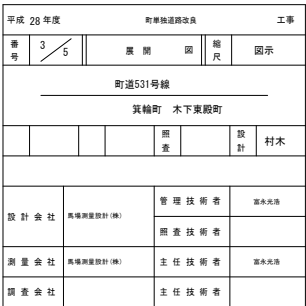 平成 28 年度 町単独道路改良 工事
番号 3/5 展開図 縮尺 図示
町道531号線
箕輪町 木下東殿町
照査 設計 村木
設計会社 馬場測量設計(株) 管理技術者 富永光浩
照査技術者
測量会社 馬場測量設計(株) 主任技術者 富永光浩
調査会社 主任技術者